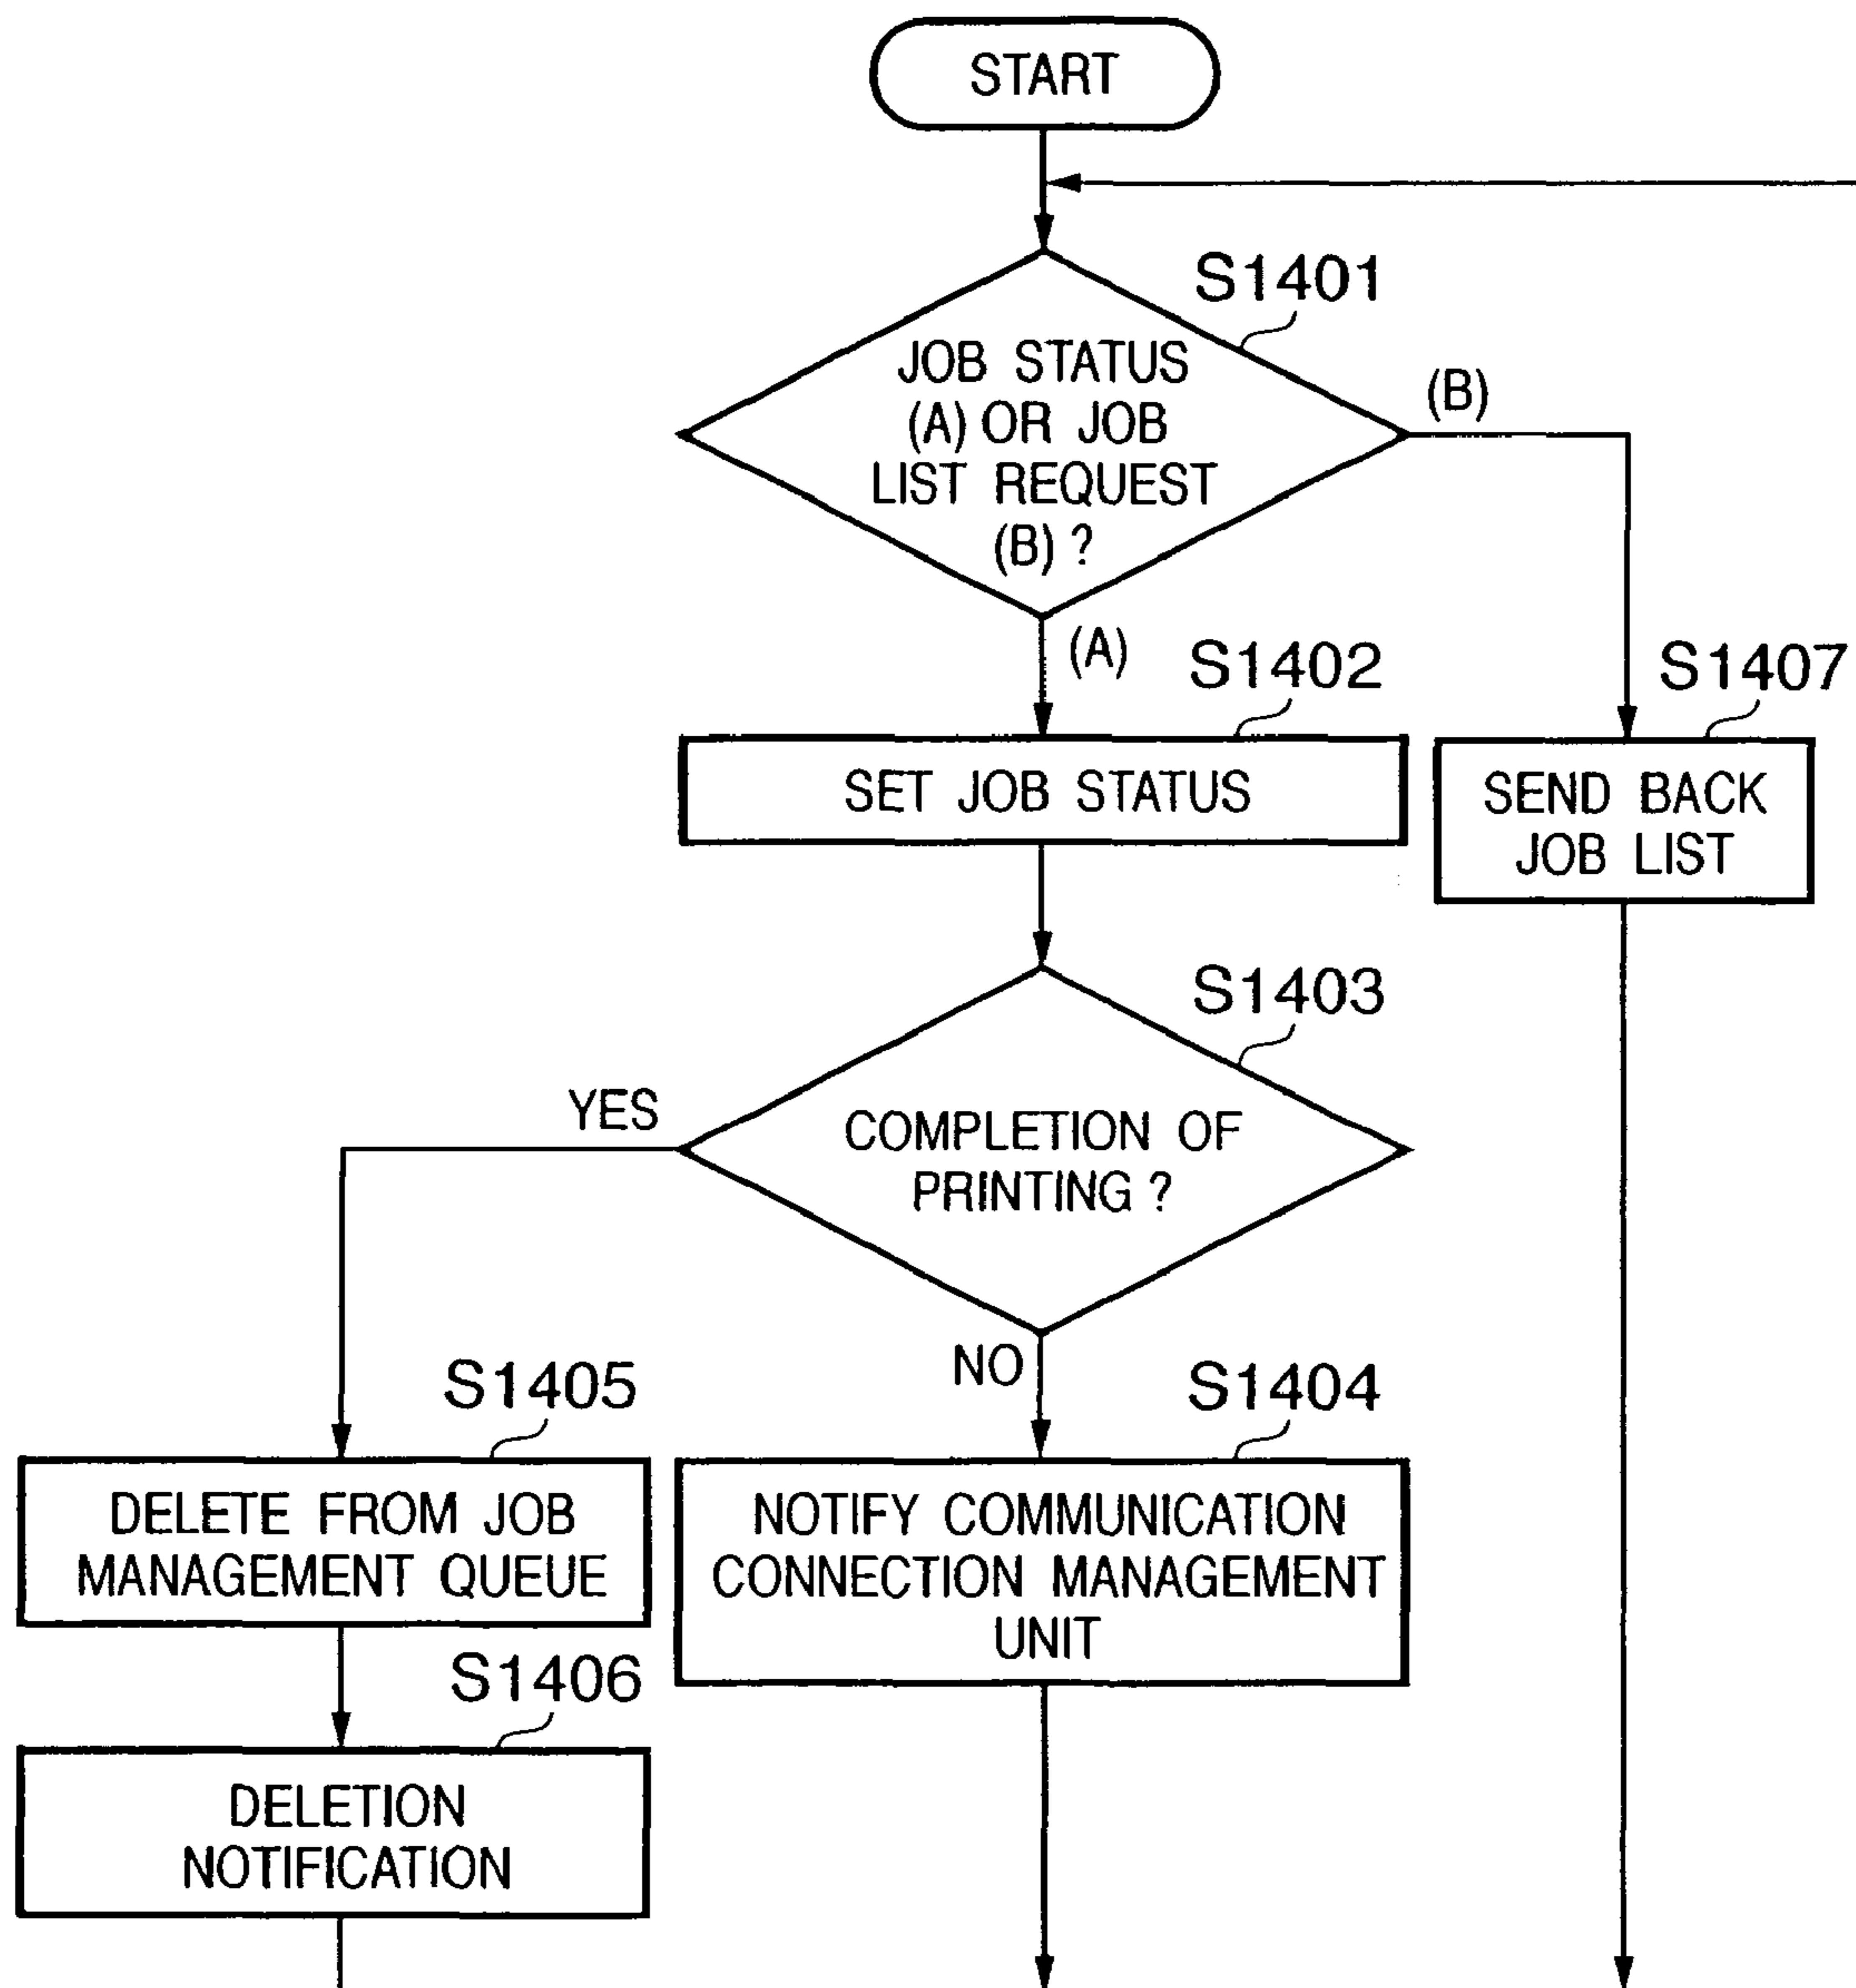 START
S1401
JOB STATUS
(A) OR JOB
LIST REQUEST
(B) ?
(B)
(A)
S1402
SET JOB STATUS
S1407
SEND BACK
JOB LIST
S1403
COMPLETION OF
PRINTING ?
YES
NO
S1405
DELETE FROM JOB
MANAGEMENT QUEUE
S1404
NOTIFY COMMUNICATION
CONNECTION MANAGEMENT
UNIT
S1406
DELETION
NOTIFICATION